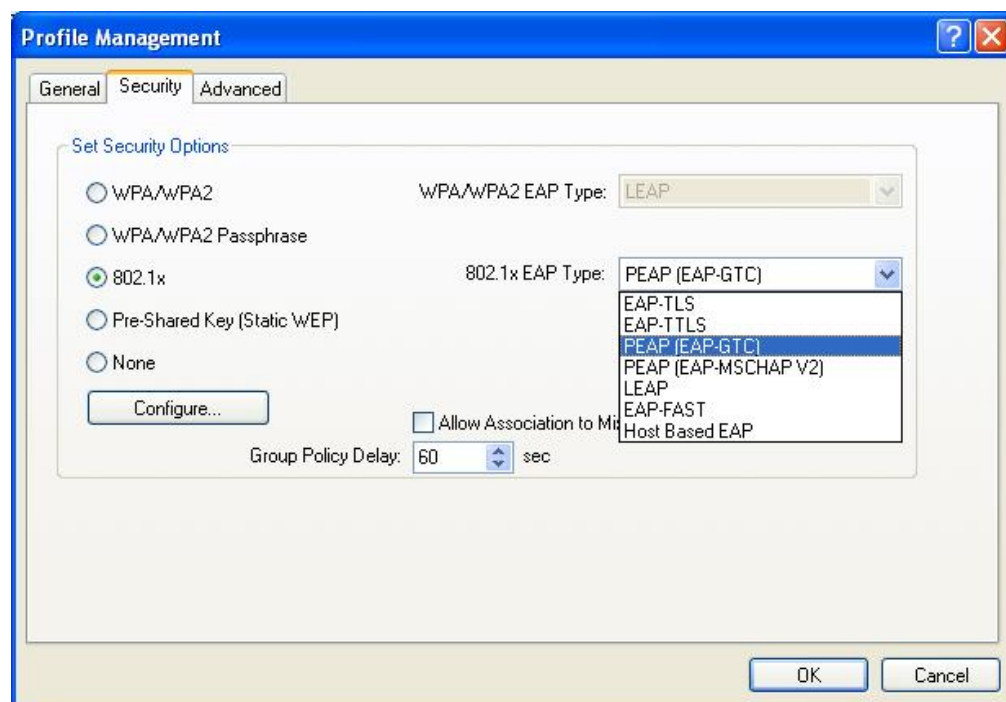 Profile Management
General Security Advanced
Set Security Options
WPA/WPA2 WPA/WPA2 EAP Type: LEAP
WPA/WPA2 Passphrase
802.1x 802.1x EAP Type: PEAP (EAP-GTC)
EAP-TLS
EAP-TTLS
Pre-Shared Key (Static WEP)
PEAP (EAP-GTC)
PEAP (EAP-MSCHAP V2)
None
LEAP
Configure...
EAP-FAST
Allow Association to Mi
Host Based EAP
Group Policy Delay: 60 sec
OK Cancel